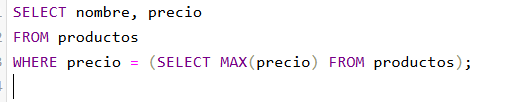 SELECT nombre, precio
FROM productos
WHERE precio = (SELECT MAX(precio) FROM productos);